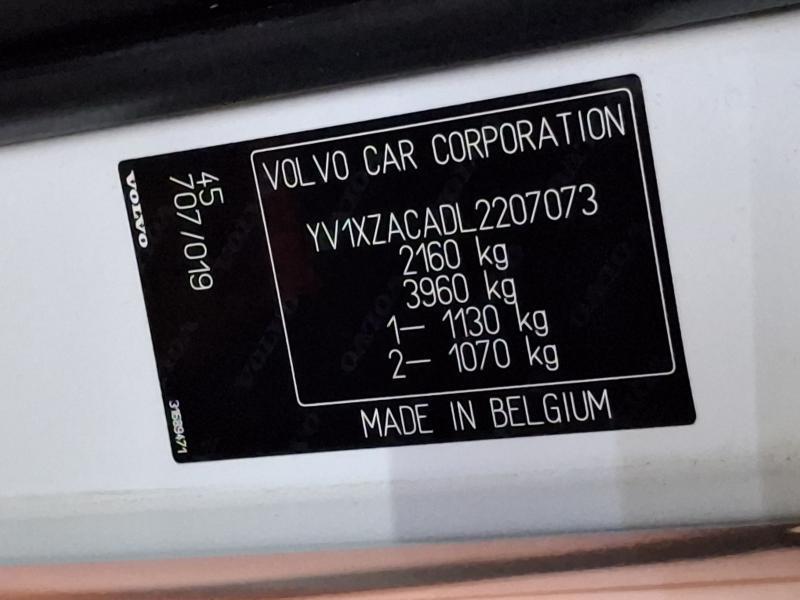 VOLVO CAR CORPORATION
YV1XZACADL2207073
2160 kg
3960 kg
1– 1130 kg
2– 1070 kg
MADE IN BELGIUM
VOLVO
45
707/019
31689471